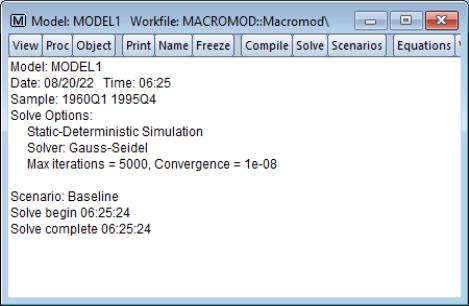 M Model: MODEL1 Workfile: MACROMOD::Macromod\
View Proc Object Print Name Freeze Compile Solve Scenarios Equations
Model: MODEL1
Date: 08/20/22 Time: 06:25
Sample: 1960Q1 1995Q4
Solve Options:
Static-Deterministic Simulation
Solver: Gauss-Seidel
Max iterations = 5000, Convergence = 1e-08
Scenario: Baseline
Solve begin 06:25:24
Solve complete 06:25:24